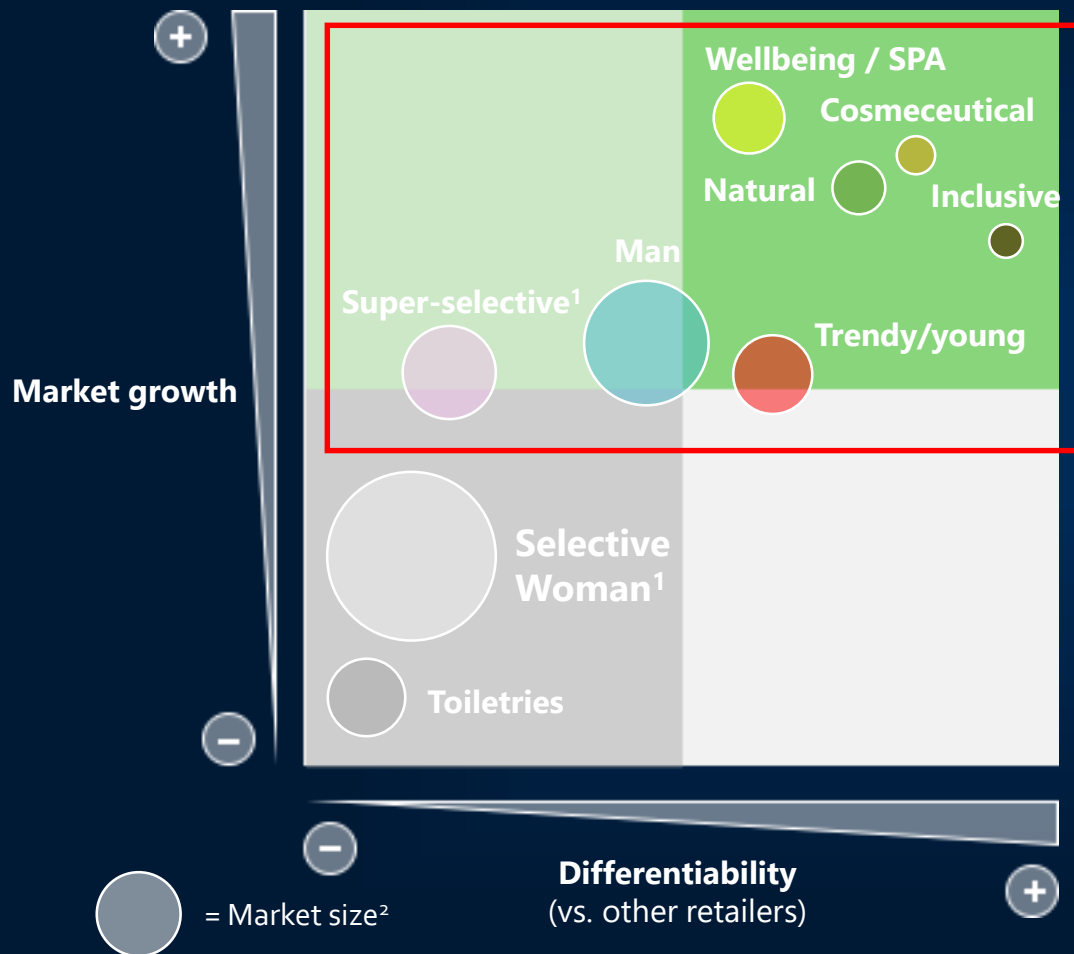 +
Wellbeing / SPA
Cosmeceutical
Natural
Inclusive
Man
Super-selective¹
Trendy/young
Market growth
Selective
Woman¹
Toiletries
–
–
Differentiability
(vs. other retailers)
+
= Market size²